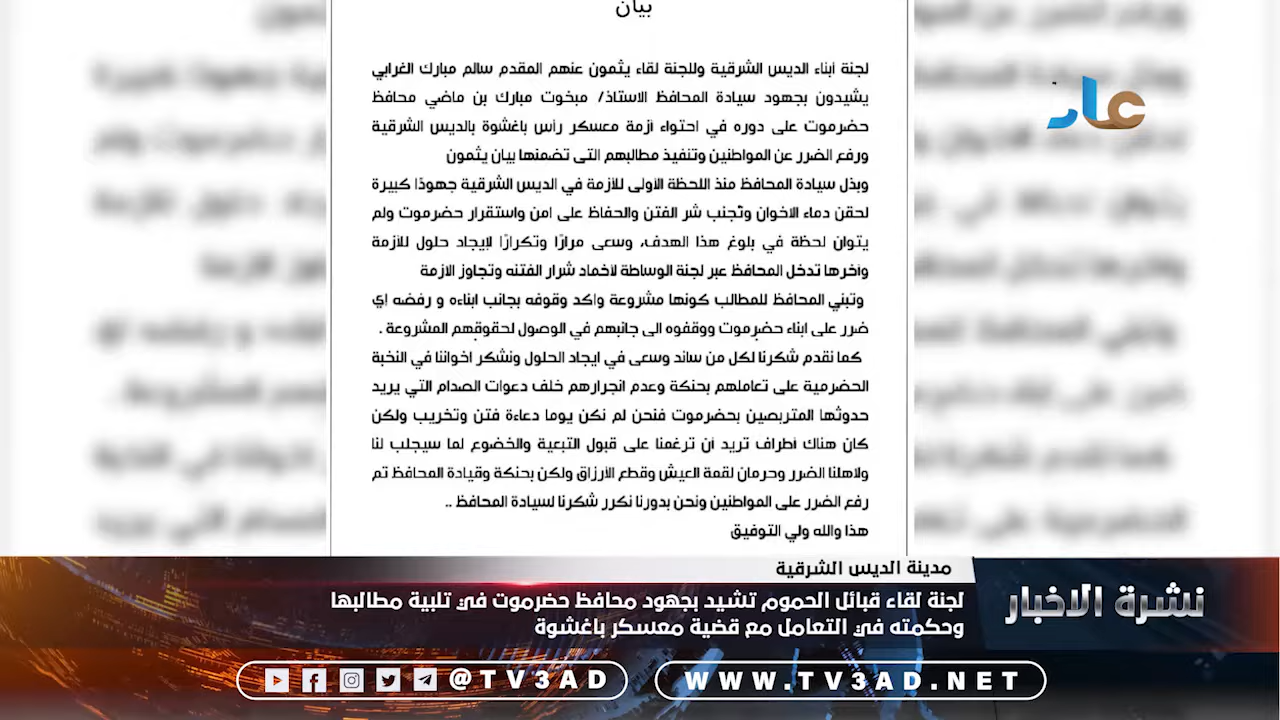 بيان
لجنة ابناء الديس الشرقية وللجنة لقاء يثمون عنهم المقدم سالم مبارك الغرابي
يشيدون بجهود سيادة المحافظ الاستاذ/ مبخوت مبارك بن ماضي محافظ
حضرموت على دوره في احتواء أزمة معسكر رأس باغشوة بالديس الشرقية
ورفع الضرر عن المواطنين وتنفيذ مطالبهم التى تضمنها بيان يثمون
وبذل سيادة المحافظ منذ اللحظة الأولى للأزمة في الديس الشرقية جهودًا كبيرة
لحقن دماء الاخوان وتَجنب شر الفتن والحفاظ على امن واستقرار حضرموت ولم
يتوان لحظة في بلوغ هذا الهدف، وسعى مرارًا وتكرارًا لإيجاد حلول للأزمة
وآخرها تدخل المحافظ عبر لجنة الوساطة لأخماد شرار الفتنه وتجاوز الازمة
وتبني المحافظ للمطالب كونها مشروعة واكد وقوفه بجانب ابناءه و رفضه اي
ضرر على ابناء حضرموت ووقفوه الى جانبهم في الوصول لحقوقهم المشروعة .
كما نقدم شكرنا لكل من ساند وسعى في ايجاد الحلول ونشكر اخواننا في النخبة
الحضرمية على تعاملهم بحنكة وعدم انجرارهم خلف دعوات الصدام التي يريد
حدوثها المتربصين بحضرموت فنحن لم نكن يوما دعاءة فتن وتخريب ولكن
كان هناك أطراف تريد أن ترغمنا على قبول التبعية والخضوع لما سيجلب لنا
ولاهلنا الضرر وحرمان لقمة العيش وقطع الأرزاق ولكن بحنكة وقيادة المحافظ تم
رفع الضرر على المواطنين ونحن بدورنا نكرر شكرنا لسيادة المحافظ ..
هذا والله ولي التوفيق
عاد
مدينة الديس الشرقية
نشرة الاخبار
لجنة لقاء قبائل الحموم تشيد بجهود محافظ حضرموت في تلبية مطالبها
وحكمته في التعامل مع قضية معسكر باغشوة
@TV3AD
WWW.TV3AD.NET